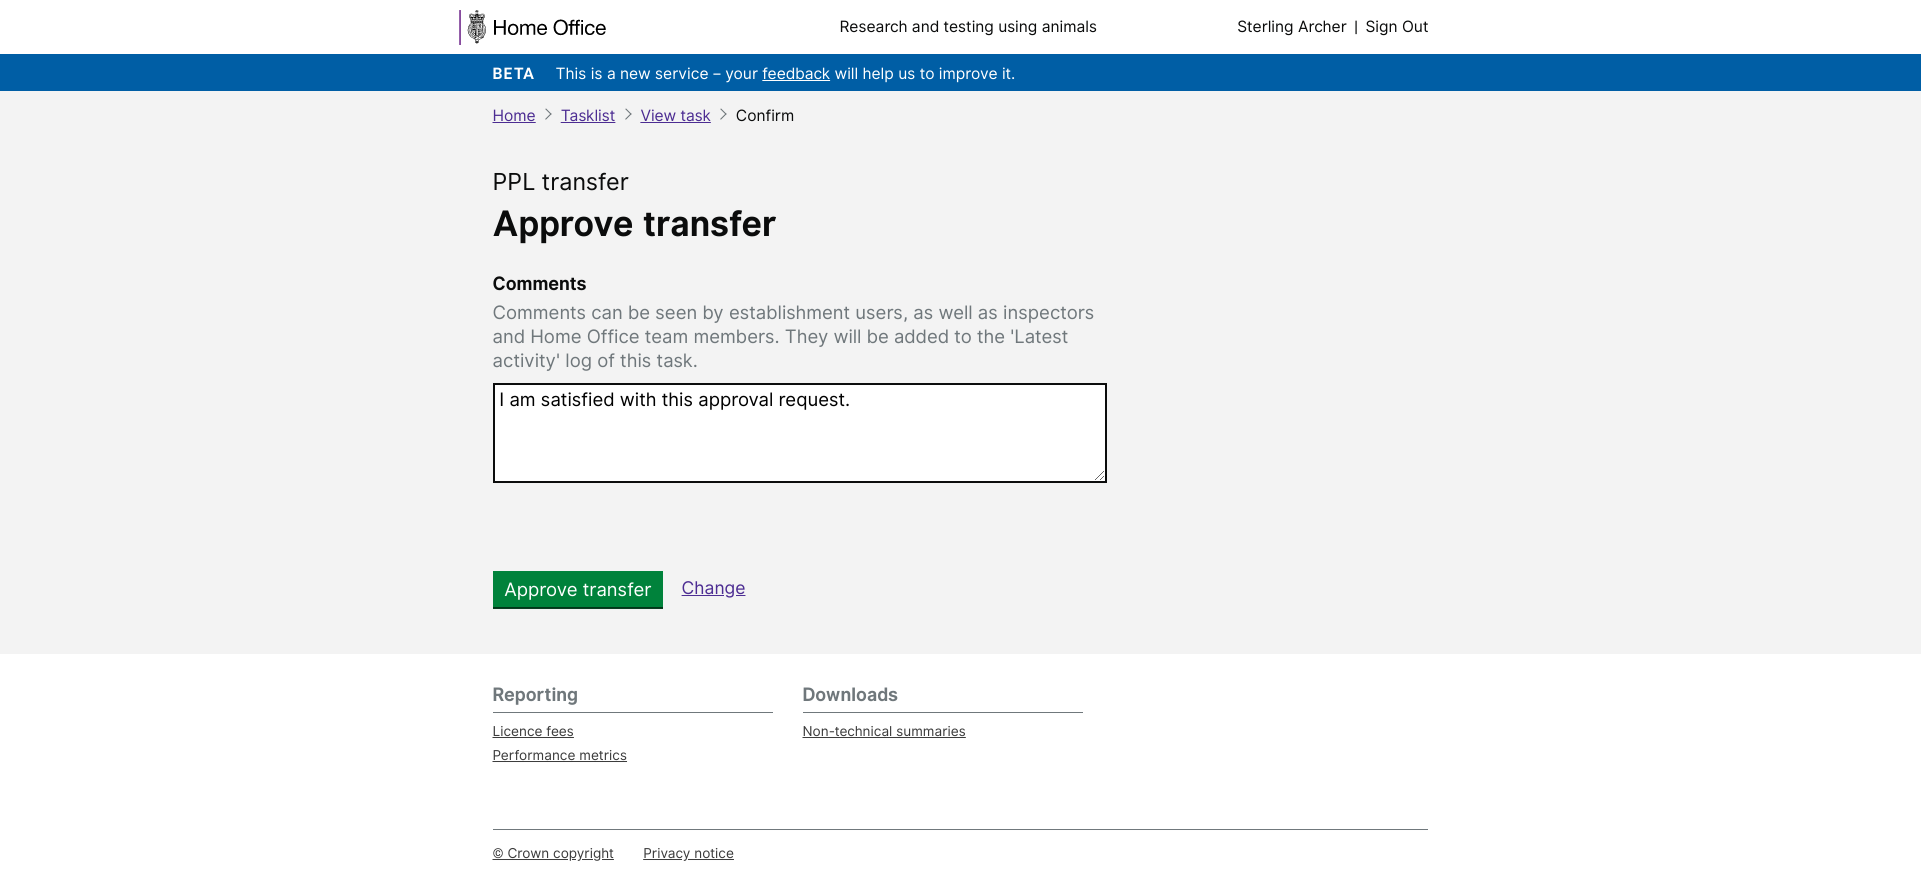 Home Office
Research and testing using animals
Sterling Archer | Sign Out
BETA This is a new service – your feedback will help us to improve it.
Home > Tasklist > View task > Confirm
PPL transfer
Approve transfer
Comments
Comments can be seen by establishment users, as well as inspectors
and Home Office team members. They will be added to the 'Latest
activity' log of this task.
I am satisfied with this approval request.
Approve transfer Change
Reporting
Licence fees
Performance metrics
Downloads
Non-technical summaries
© Crown copyright Privacy notice